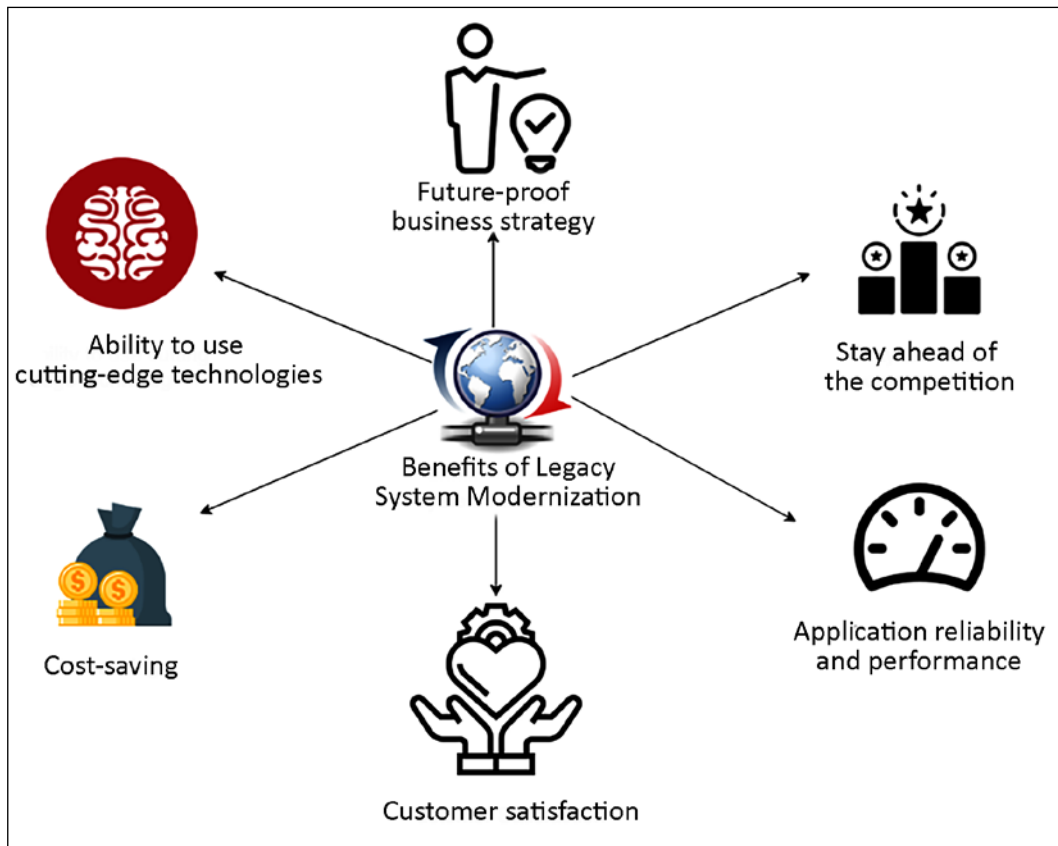 Future-proof
business strategy
Ability to use
cutting-edge technologies
Stay ahead of
the competition
Benefits of Legacy
System Modernization
Cost-saving
Application reliability
and performance
Customer satisfaction